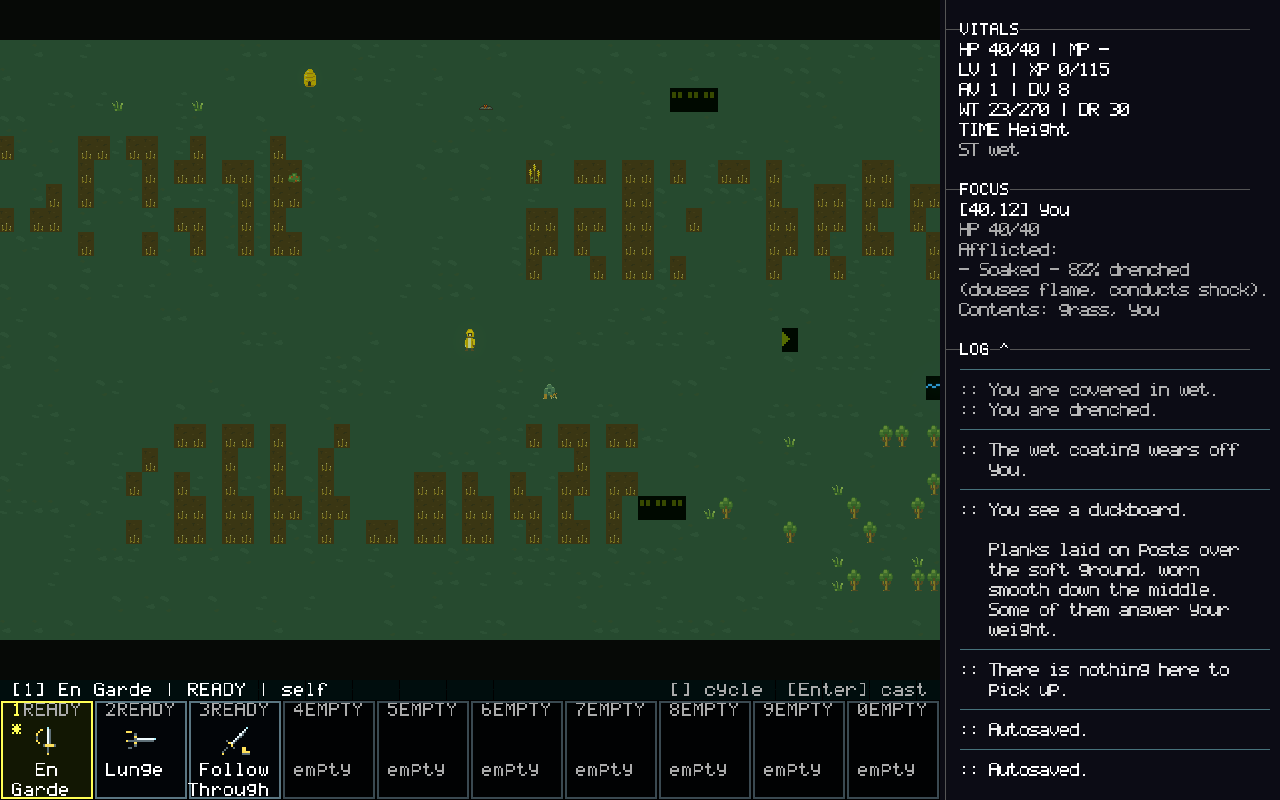 VITALS
HP 40/40 | MP -
LV 1 | XP 0/115
AV 1 | DV 8
WT 23/270 | DR 30
TIME Height
ST wet
FOCUS
[40,12] You
HP 40/40
Afflicted:
- Soaked - 82% drenched
(douses flame, conducts shock).
Contents: grass, You
LOG ^
:: You are covered in wet.
:: You are drenched.
:: The wet coating wears off
you.
:: You see a duckboard.
Planks laid on Posts over
the soft ground, worn
smooth down the middle.
Some of them answer your
weight.
:: There is nothing here to
Pick up.
:: Autosaved.
:: Autosaved.
[1] En Garde | READY | self
[] cycle [Enter] cast
1READY 2READY 3READY 4EMPTY 5EMPTY 6EMPTY 7EMPTY 8EMPTY 9EMPTY 0EMPTY
*
En Garde
Lunge
Follow Through
empty empty empty empty empty empty empty